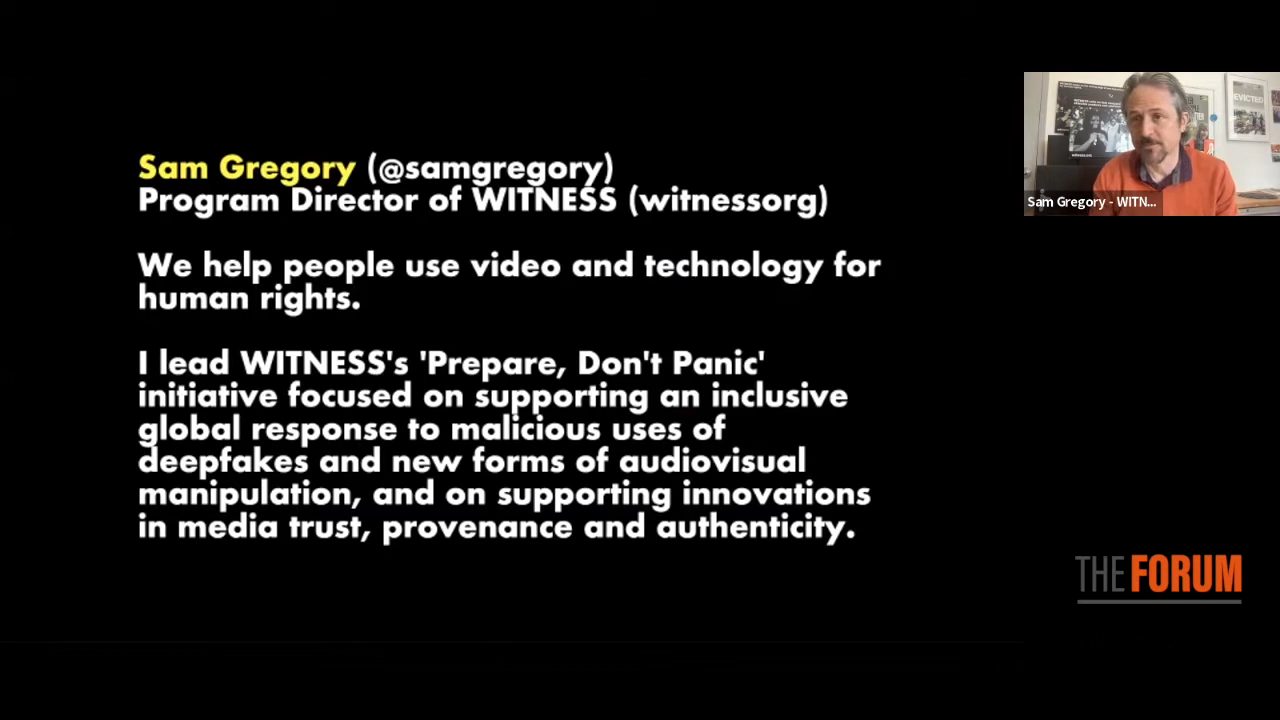 Sam Gregory (@samgregory)
Program Director of WITNESS (witnessorg)
We help people use video and technology for
human rights.
I lead WITNESS's 'Prepare, Don't Panic'
initiative focused on supporting an inclusive
global response to malicious uses of
deepfakes and new forms of audiovisual
manipulation, and on supporting innovations
in media trust, provenance and authenticity.
EVICTED
Sam Gregory - WITN...
THE FORUM